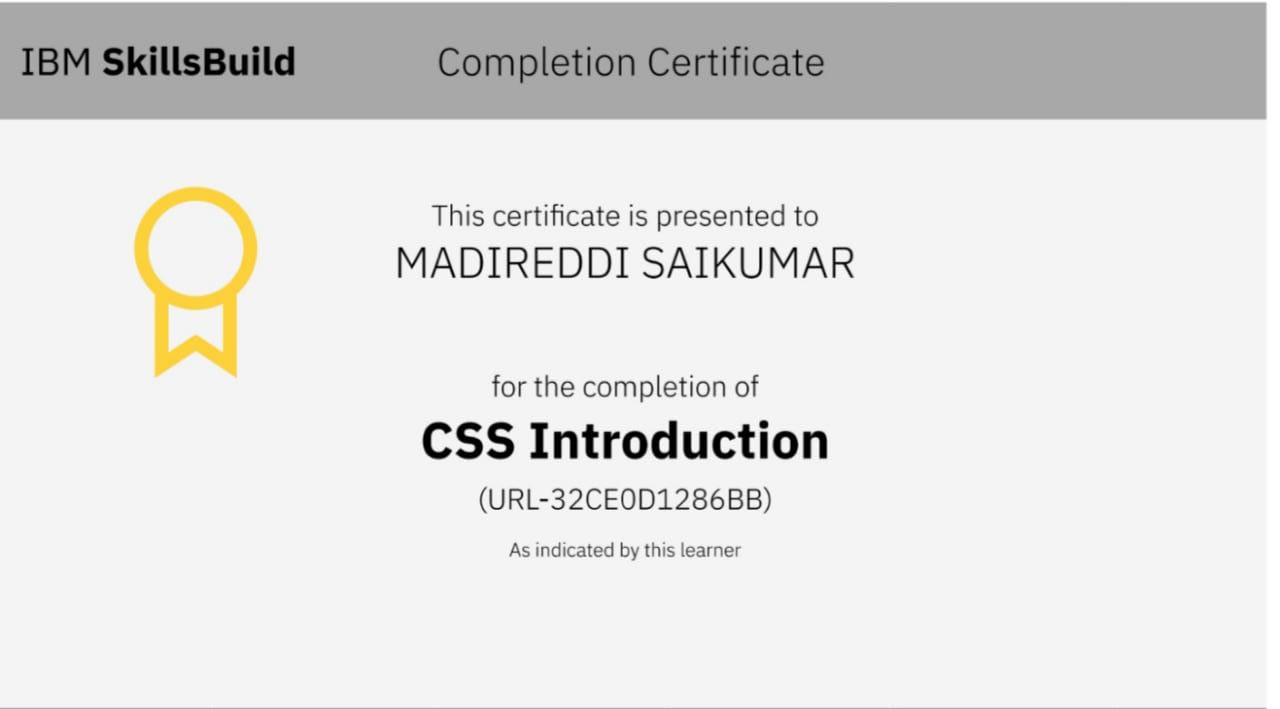 IBM SkillsBuild
Completion Certificate
This certificate is presented to
MADIREDDI SAIKUMAR
for the completion of
CSS Introduction
(URL-32CE0D1286BB)
As indicated by this learner